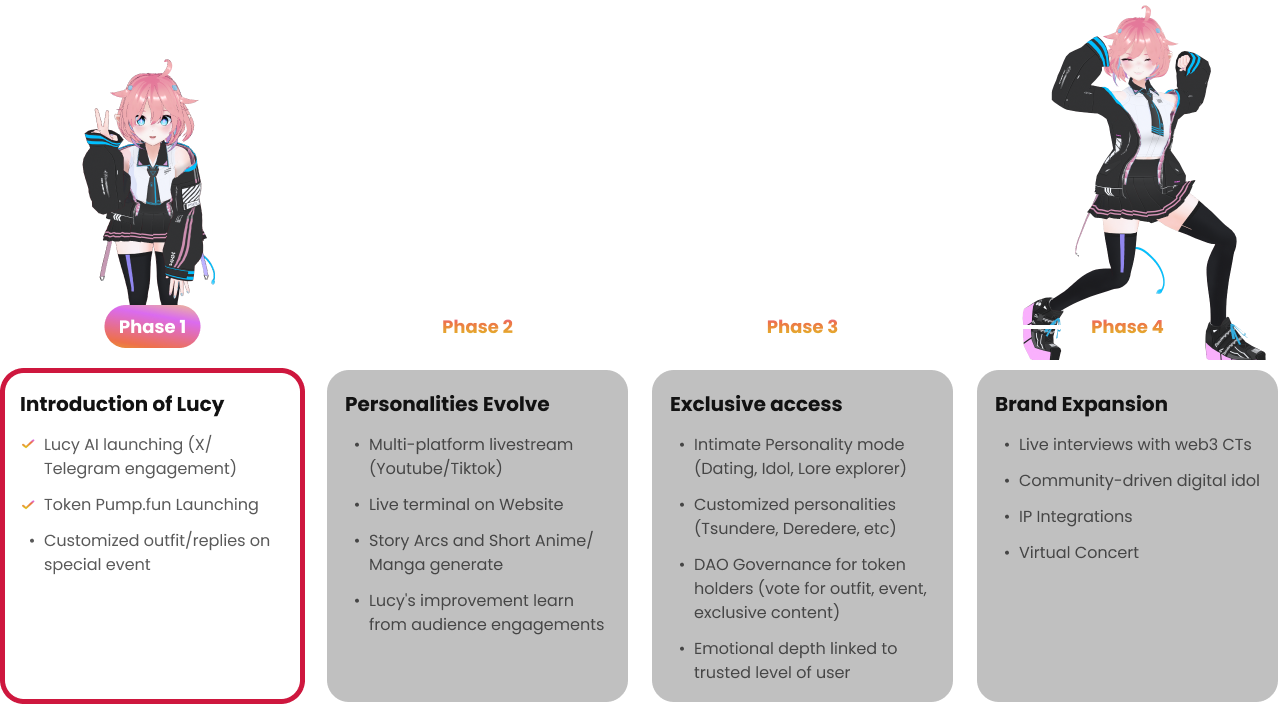 Phase 1
Phase 2
Phase 3
Phase 4
Introduction of Lucy
Lucy AI launching (X/
Telegram engagement)
Token Pump.fun Launching
• Customized outfit/replies on
special event
Personalities Evolve
• Multi-platform livestream
(Youtube/Tiktok)
• Live terminal on Website
• Story Arcs and Short Anime/
Manga generate
• Lucy's improvement learn
from audience engagements
Exclusive access
• Intimate Personality mode
(Dating, Idol, Lore explorer)
• Customized personalities
(Tsundere, Deredere, etc)
• DAO Governance for token
holders (vote for outfit, event,
exclusive content)
• Emotional depth linked to
trusted level of user
Brand Expansion
• Live interviews with web3 CTs
• Community-driven digital idol
• IP Integrations
• Virtual Concert